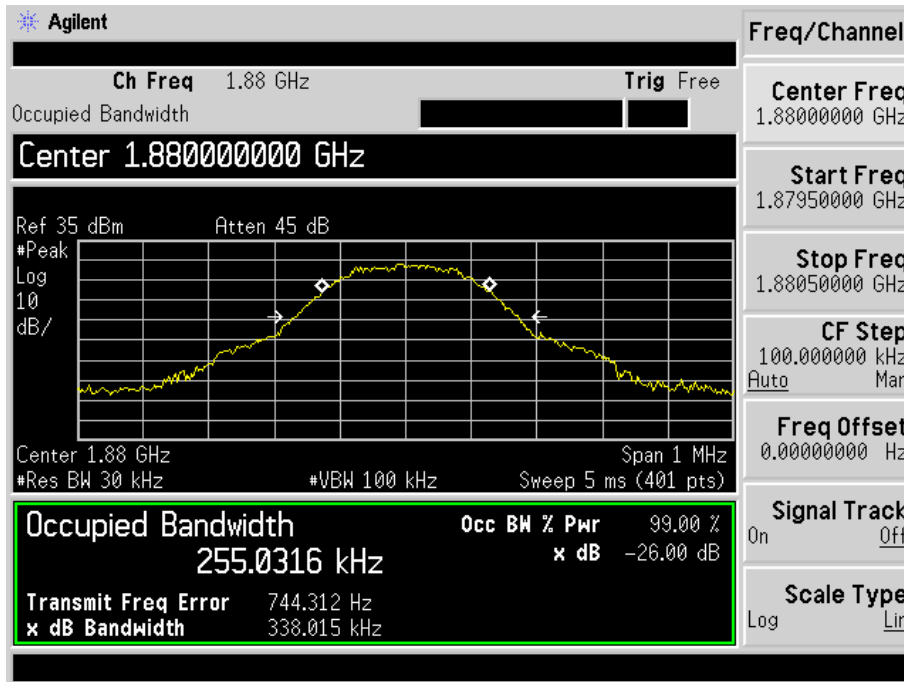 Agilent
Freq/Channel
Ch Freq 1.88 GHz Trig Free
Occupied Bandwidth
Center 1.880000000 GHz
Ref 35 dBm Atten 45 dB
#Peak
Log
10
dB/
Center 1.88 GHz Span 1 MHz
#Res BW 30 kHz #VBW 100 kHz Sweep 5 ms (401 pts)
Occupied Bandwidth
255.0316 kHz
Occ BW % Pwr 99.00 %
x dB -26.00 dB
Transmit Freq Error 744.312 Hz
x dB Bandwidth 338.015 kHz
Center Freq
1.88000000 GHz
Start Freq
1.87950000 GHz
Stop Freq
1.88050000 GHz
CF Step
100.000000 kHz
Auto Man
Freq Offset
0.00000000 Hz
Signal Track
On Off
Scale Type
Log Lin